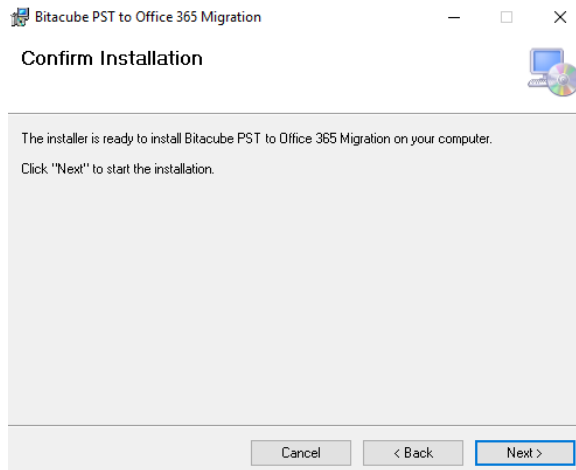 Bitacube PST to Office 365 Migration
Confirm Installation
The installer is ready to install Bitacube PST to Office 365 Migration on your computer.
Click "Next" to start the installation.
Cancel
< Back
Next >